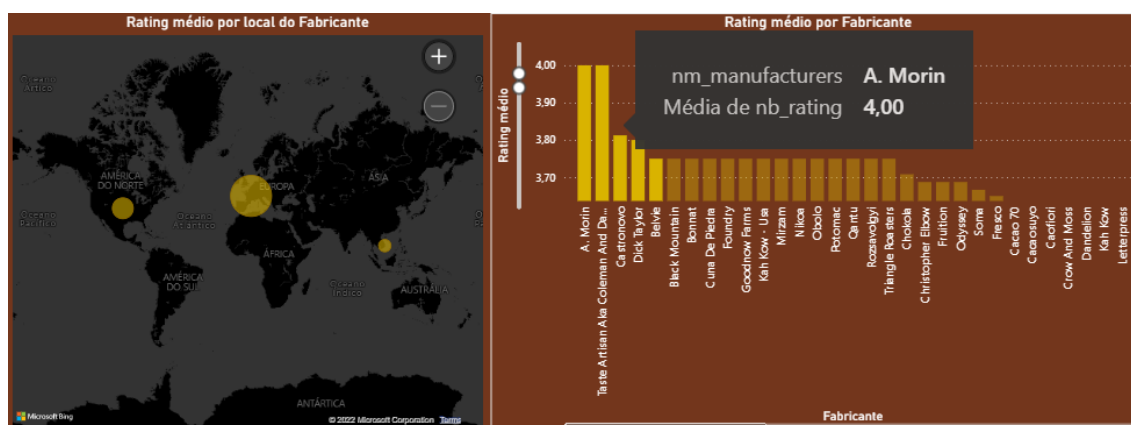 Rating médio por local do Fabricante
Oceano
Ártico
AMÉRICA
DO NORTE
EUROPA
ÁSIA
Oceano
Pacífico
Oceano
Atlântico
ÁFRICA
AMÉRICA
DO SUL
Oceano
Índico
AUSTRÁLIA
ANTÁRTICA
+
−
Microsoft Bing
© 2022 Microsoft Corporation Terms
Rating médio por Fabricante
nm_manufacturers A. Morin
Média de nb_rating 4,00
Rating médio
4,00
3,90
3,80
3,70
A. Morin
Taste Artisan Aka Coleman And Da...
Castronovo
Dick Taylor
Belvie
Black Mountain
Bonnat
Cuna De Piedra
Foundry
Goodnow Farms
Kah Kow - Usa
Mirzam
Nikoa
Obolo
Potomac
Qantu
Rozsavolgyi
Triangle Roasters
Chokola
Christopher Elbow
Fruition
Odyssey
Soma
Fresco
Cacao 70
Cacaosuyo
Caofiori
Crow And Moss
Dandelion
Kah Kow
Letterpress
Fabricante